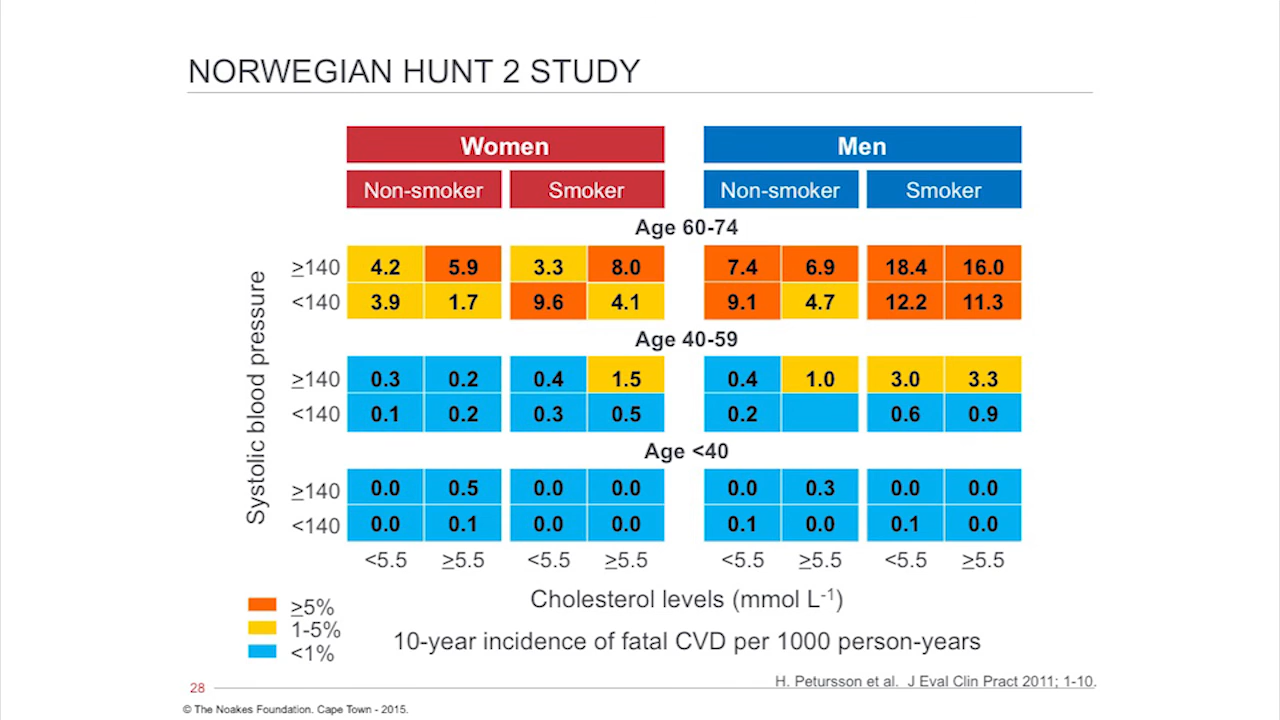 NORWEGIAN HUNT 2 STUDY
Women Men
Non-smoker Smoker Non-smoker Smoker
Age 60-74
≥140 4.2 5.9 3.3 8.0 7.4 6.9 18.4 16.0
<140 3.9 1.7 9.6 4.1 9.1 4.7 12.2 11.3
Age 40-59
≥140 0.3 0.2 0.4 1.5 0.4 1.0 3.0 3.3
<140 0.1 0.2 0.3 0.5 0.2 0.6 0.9
Age <40
≥140 0.0 0.5 0.0 0.0 0.0 0.3 0.0 0.0
<140 0.0 0.1 0.0 0.0 0.1 0.0 0.1 0.0
Systolic blood pressure
<5.5 ≥5.5 <5.5 ≥5.5 <5.5 ≥5.5 <5.5 ≥5.5
Cholesterol levels (mmol L-1)
≥5%
1-5%
<1%
10-year incidence of fatal CVD per 1000 person-years
H. Petursson et al. J Eval Clin Pract 2011; 1-10.
28
© The Noakes Foundation. Cape Town - 2015.